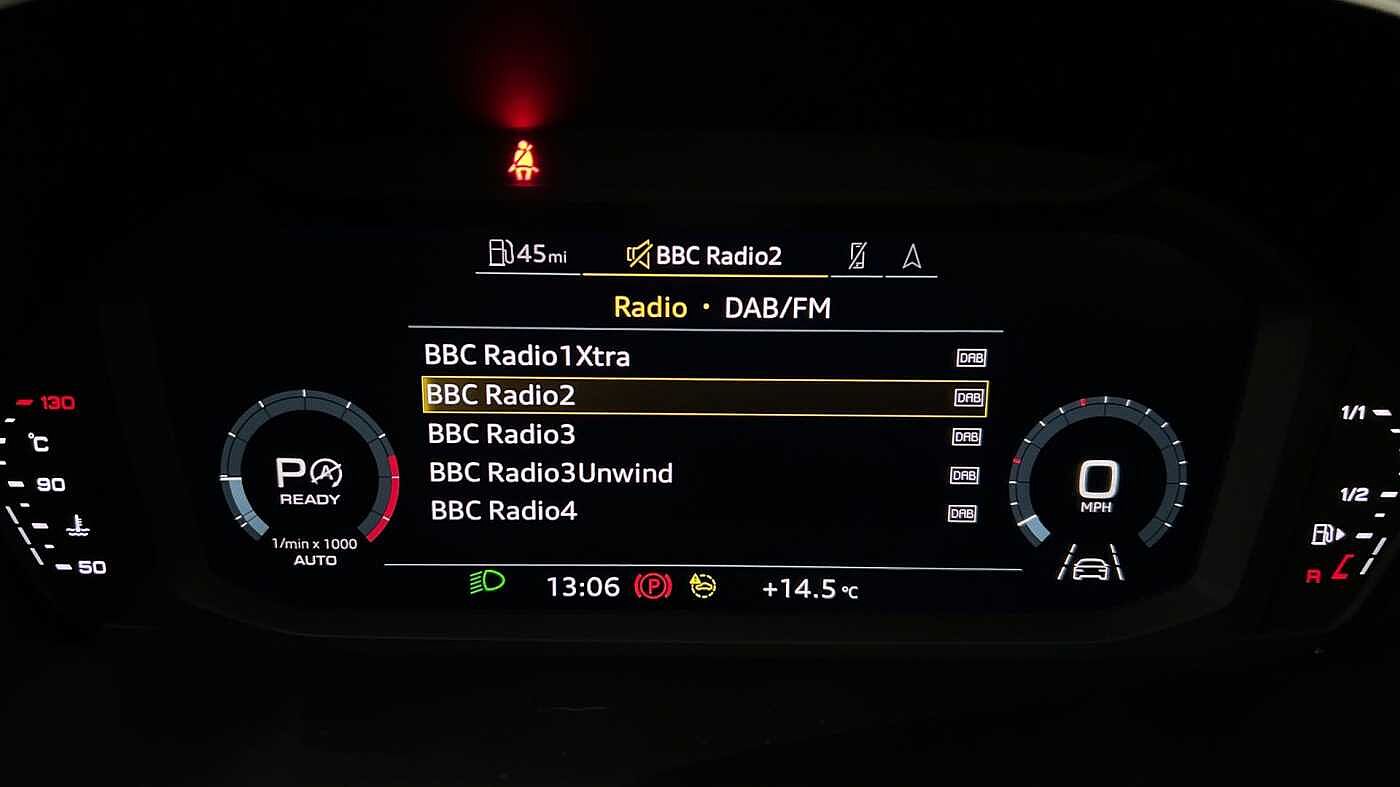 45mi BBC Radio2
Radio · DAB/FM
BBC Radio1Xtra DAB
BBC Radio2 DAB
BBC Radio3 DAB
BBC Radio3Unwind DAB
BBC Radio4 DAB
130
°C
90
50
P A
READY
1/min x 1000
AUTO
0
MPH
1/1
1/2
R
13:06 P +14.5 °C